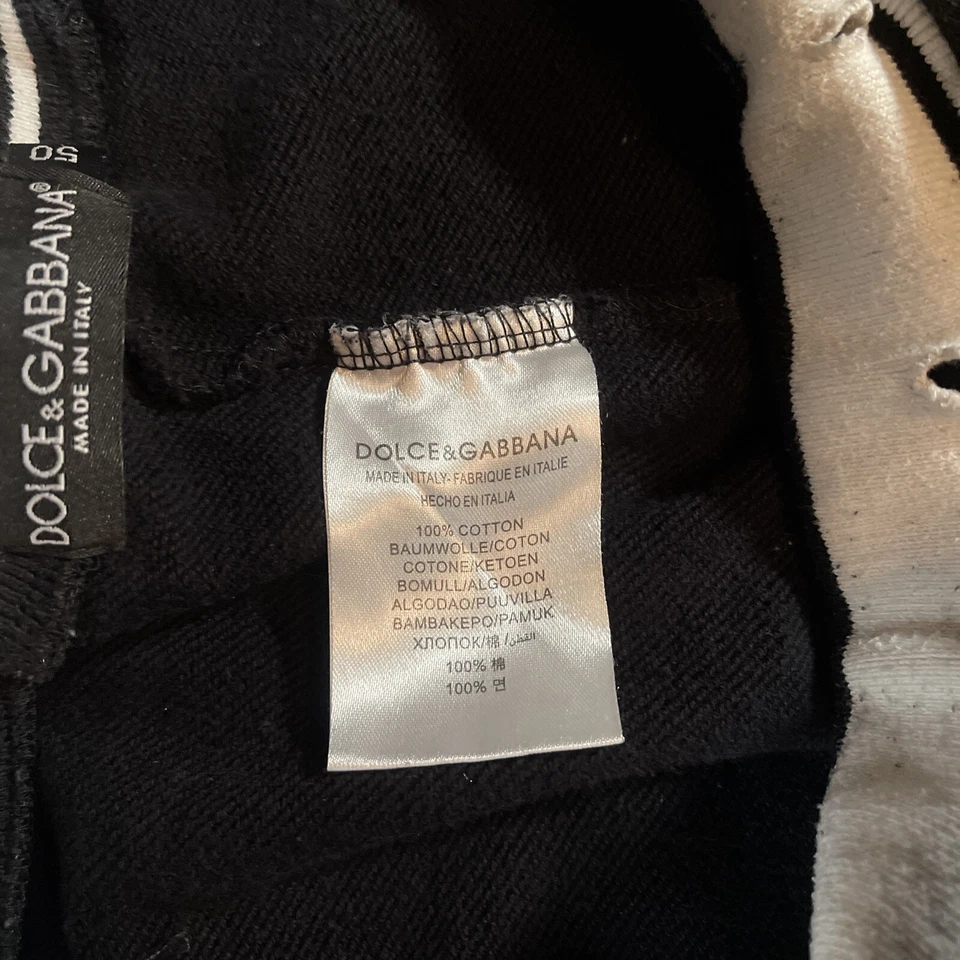 50
DOLCE&GABBANA®
MADE IN ITALY
DOLCE&GABBANA
MADE IN ITALY- FABRIQUE EN ITALIE
HECHO EN ITALIA
100% COTTON
BAUMWOLLE/COTON
COTONE/KETOEN
BOMULL/ALGODON
ALGODAO/PUUVILLA
BAMBAKEPO/PAMUK
ХЛОПОК/棉 /القطن
100% 棉
100% 면